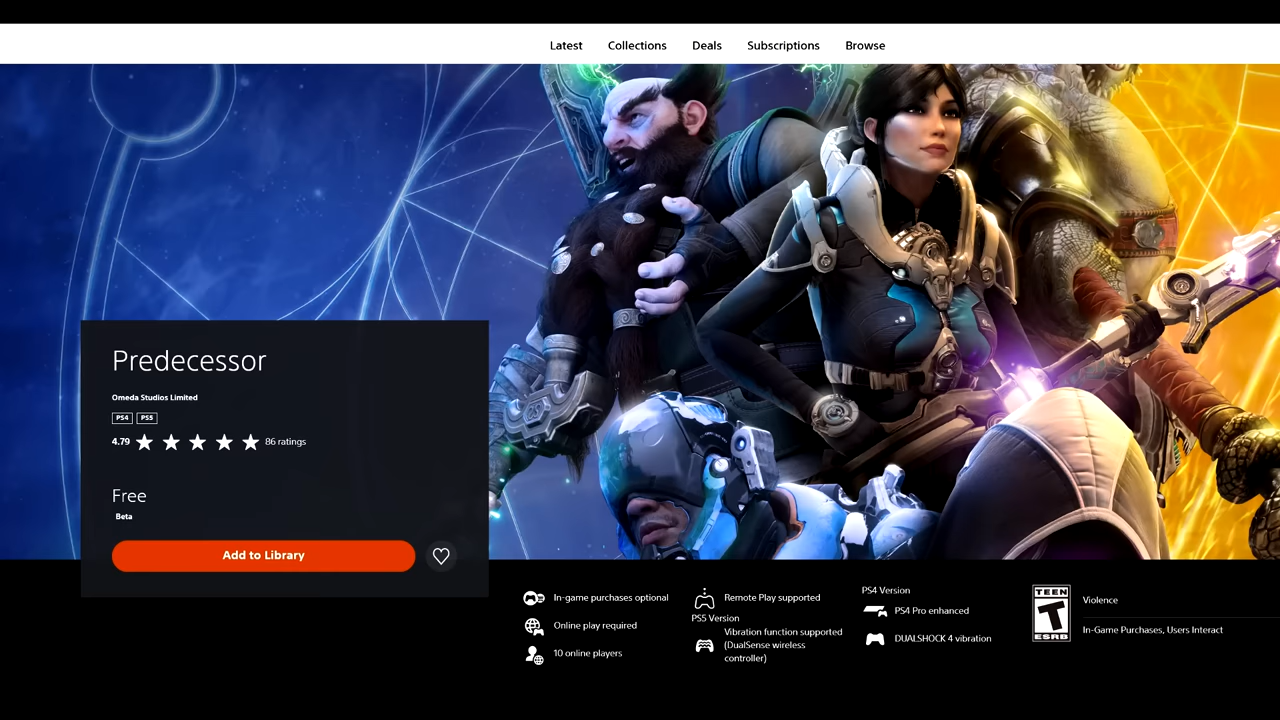 Latest Collections Deals Subscriptions Browse
Predecessor
Omeda Studios Limited
PS4 PS5
4.79 86 ratings
Free
Beta
Add to Library
In-game purchases optional
Online play required
10 online players
Remote Play supported
PS5 Version
Vibration function supported
(DualSense wireless
controller)
PS4 Version
PS4 Pro enhanced
DUALSHOCK 4 vibration
TEEN
T
ESRB
Violence
In-Game Purchases, Users Interact